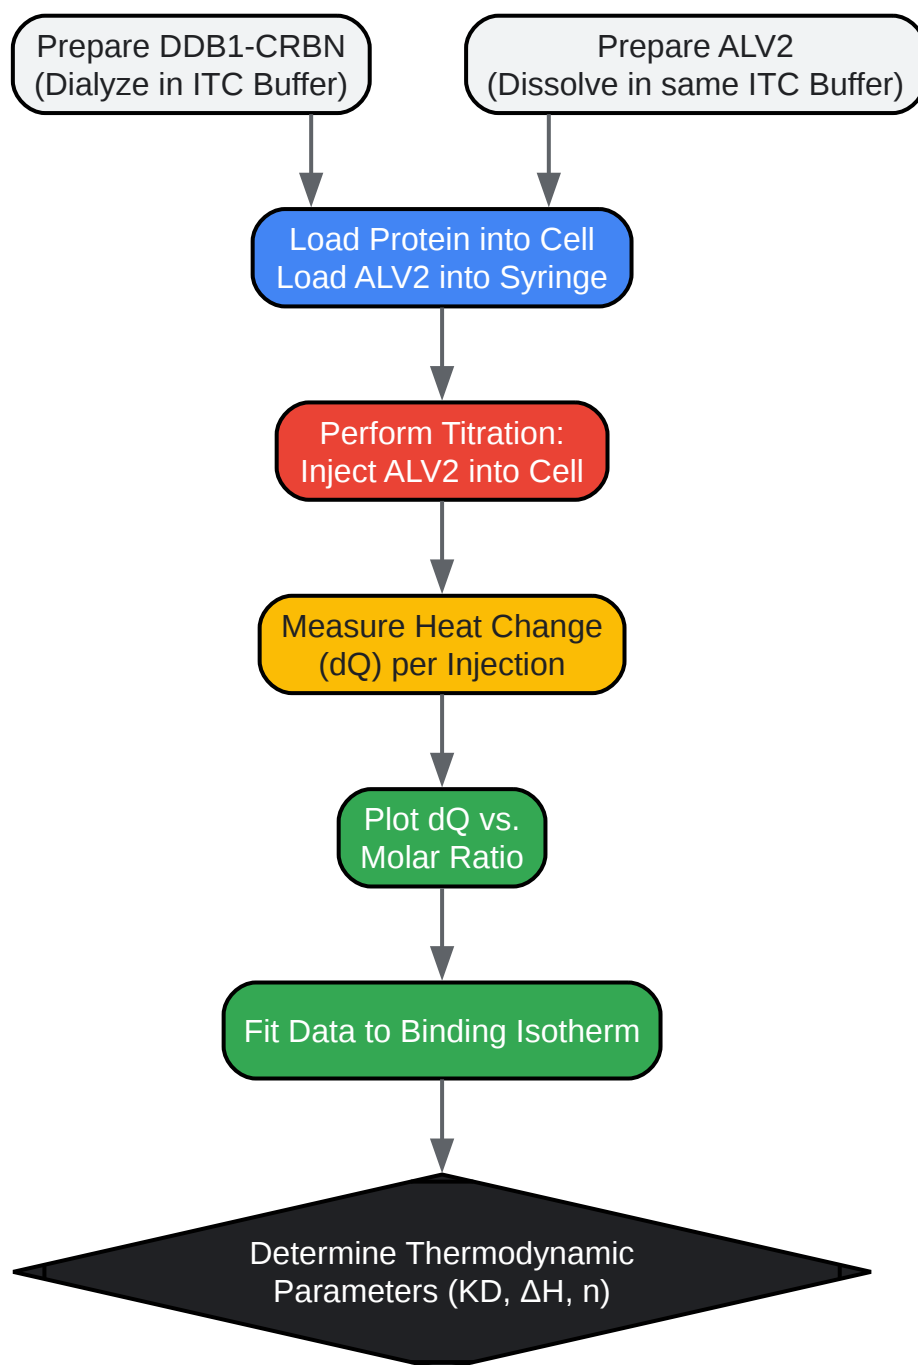 Prepare DDB1-CRBN
(Dialyze in ITC Buffer)
Prepare ALV2
(Dissolve in same ITC Buffer)
Load Protein into Cell
Load ALV2 into Syringe
Perform Titration:
Inject ALV2 into Cell
Measure Heat Change
(dQ) per Injection
Plot dQ vs.
Molar Ratio
Fit Data to Binding Isotherm
Determine Thermodynamic
Parameters (KD, ΔH, n)